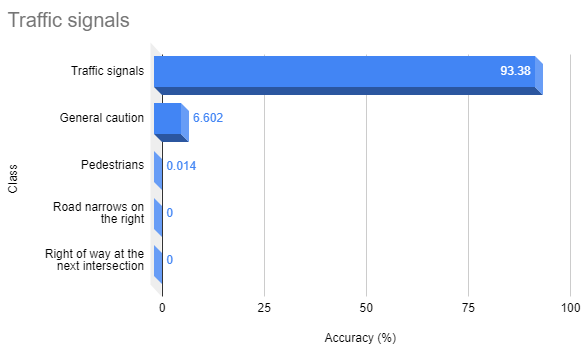 Traffic signals
Class
Traffic signals
93.38
General caution
6.602
Pedestrians
0.014
Road narrows on
the right
0
Right of way at the
next intersection
0
0
25
50
75
100
Accuracy (%)